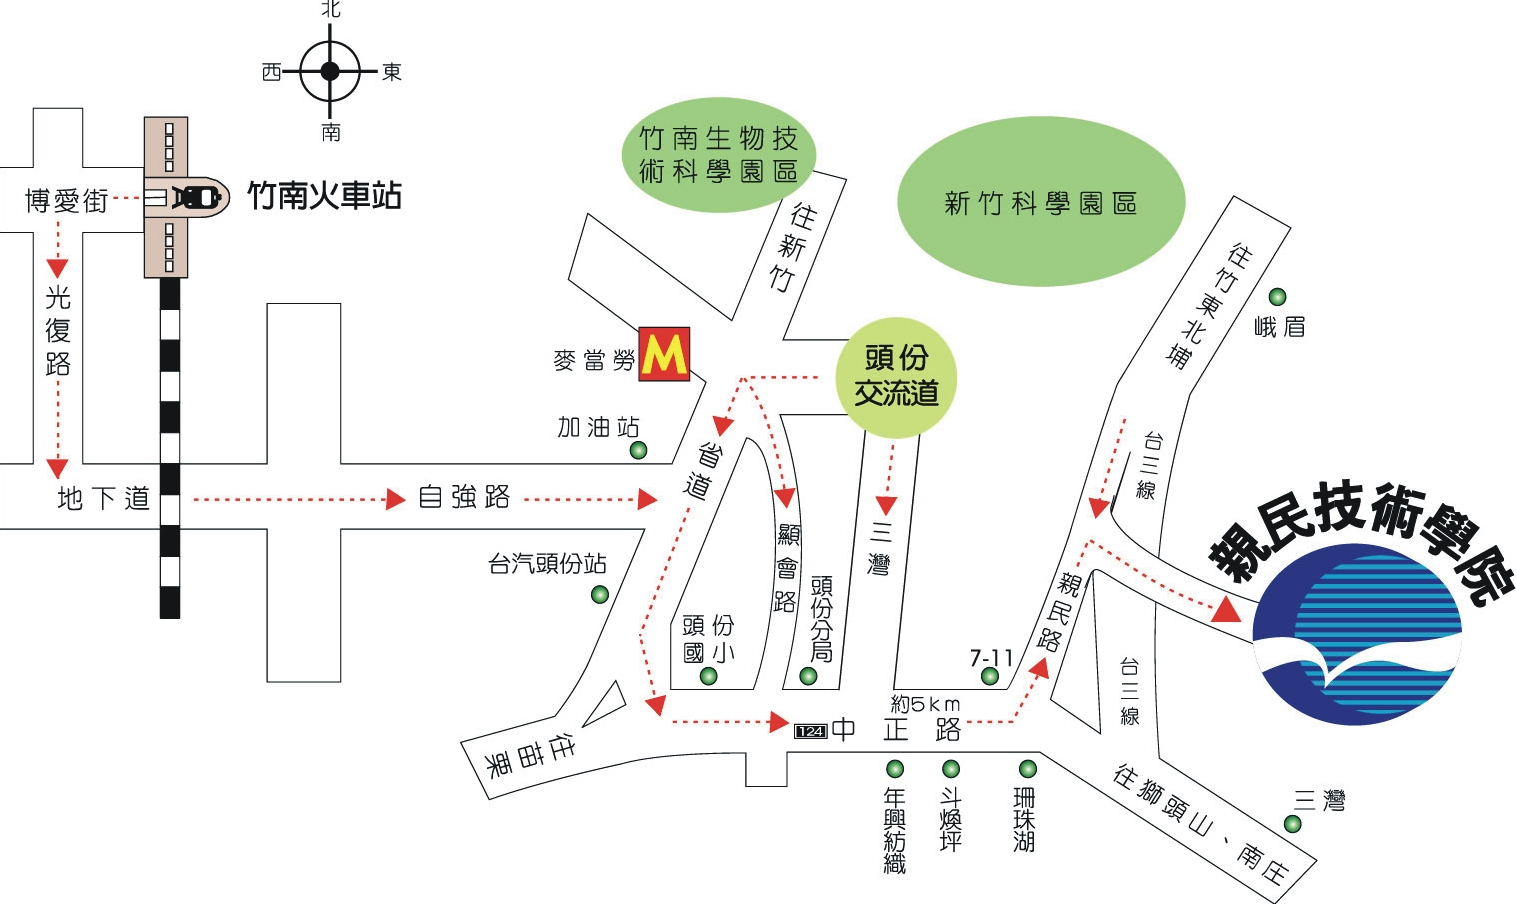 北
西
東
南
竹南生物技
術科學園區
新竹科學園區
博愛街
竹南火車站
往新竹
往竹東北埔
峨眉
光復路
麥當勞
M
頭份
交流道
加油站
省道
台三線
地下道
自強路
三灣
顯會路
親民技術學院
台汽頭份站
頭份分局
親民路
頭份
國小
7-11
台三線
約5km
124
中正路
往苗栗
往獅頭山、南庄
三灣
年興紡織
斗煥坪
珊珠湖